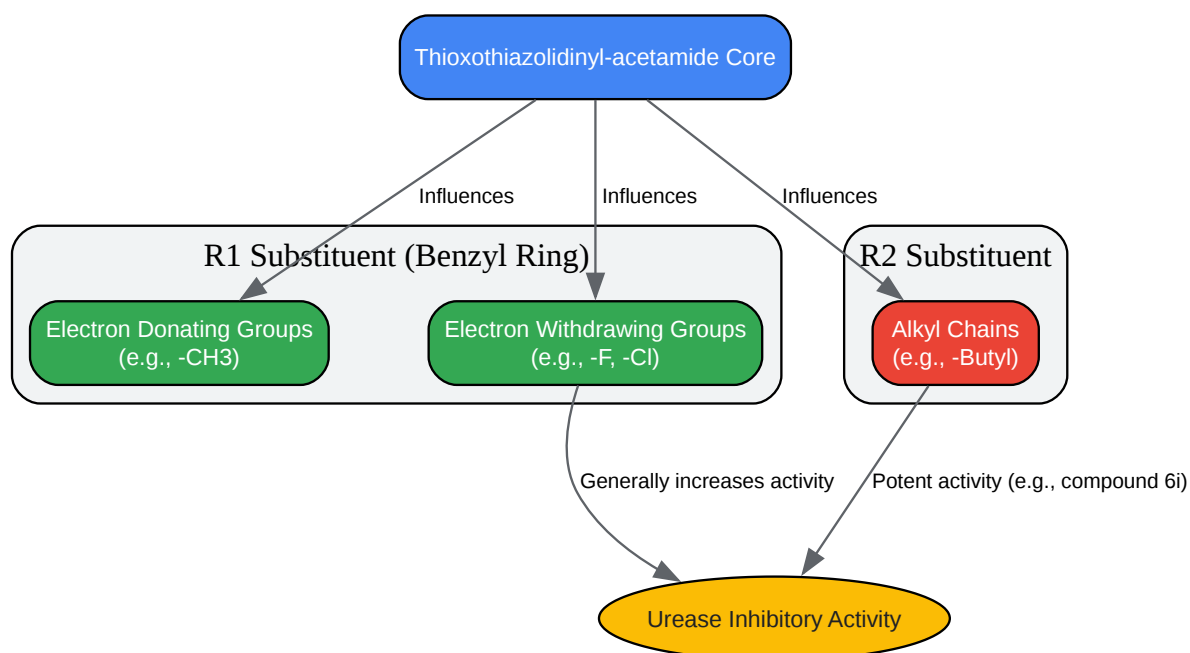 Thioxothiazolidinyl-acetamide Core
Influences
Influences
Influences
R1 Substituent (Benzyl Ring)
R2 Substituent
Electron Donating Groups
(e.g., -CH3)
Electron Withdrawing Groups
(e.g., -F, -Cl)
Alkyl Chains
(e.g., -Butyl)
Generally increases activity
Potent activity (e.g., compound 6i)
Urease Inhibitory Activity